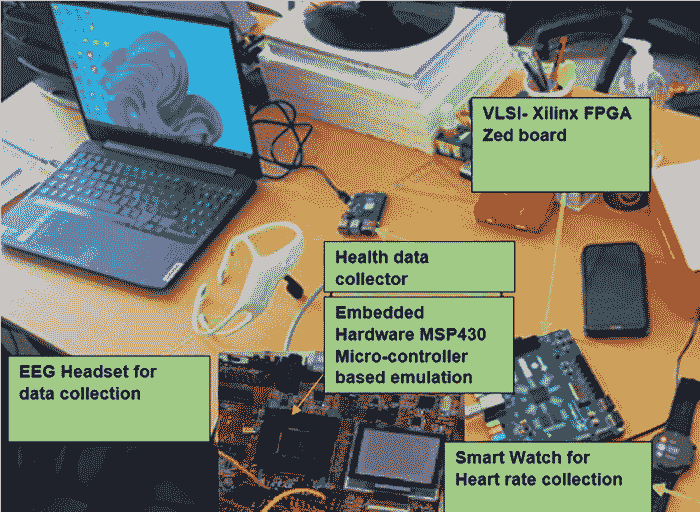 VLSI- Xilinx FPGA
Zed board
Health data
collector
Embedded
Hardware MSP430
Micro-controller
based emulation
EEG Headset for
data collection
Smart Watch for
Heart rate collection